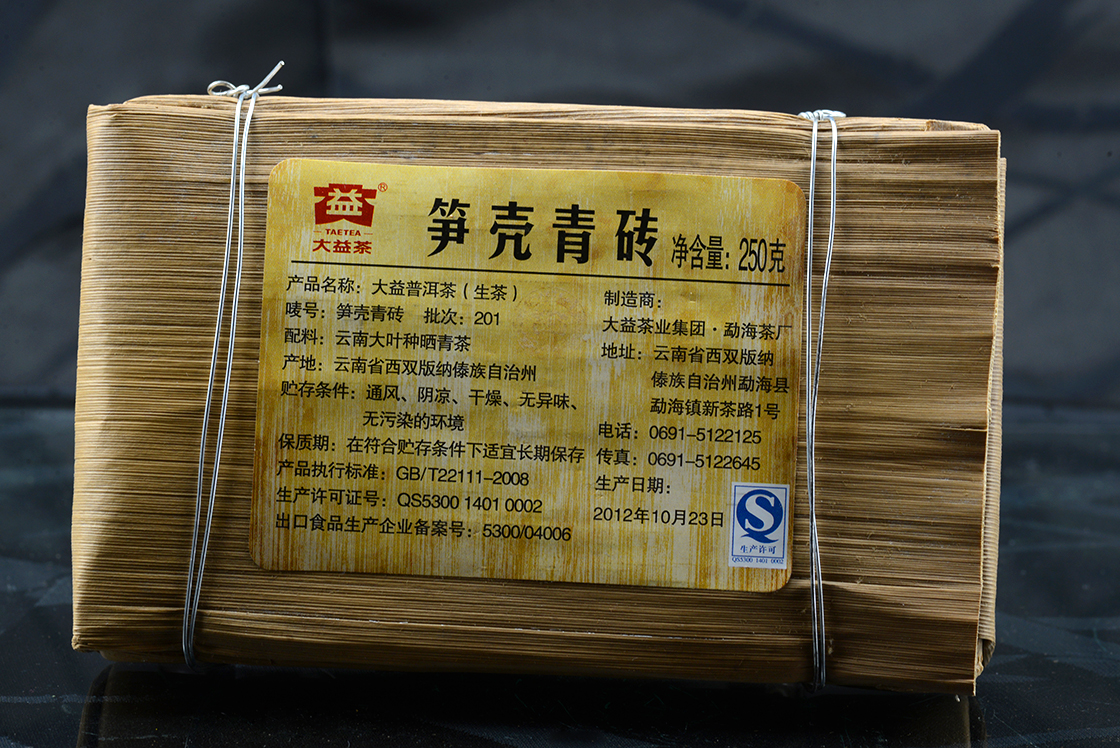 益®
TAETEA
大益茶
笋壳青砖 净含量：250克
产品名称：大益普洱茶（生茶）
唛号：笋壳青砖 批次：201
配料：云南大叶种晒青茶
产地：云南省西双版纳傣族自治州
贮存条件：通风、阴凉、干燥、无异味、
无污染的环境
保质期：在符合贮存条件下适宜长期保存
产品执行标准：GB/T22111-2008
生产许可证号：QS5300 1401 0002
出口食品生产企业备案号：5300/04006
制造商：
大益茶业集团·勐海茶厂
地址：云南省西双版纳
傣族自治州勐海县
勐海镇新茶路1号
电话：0691-5122125
传真：0691-5122645
生产日期：
2012年10月23日
生产许可
QS5300 1401 0002